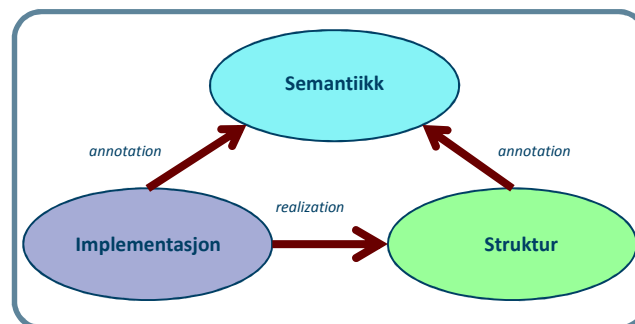 Semantiikk
annotation
annotation
realization
Implementasjon
Struktur